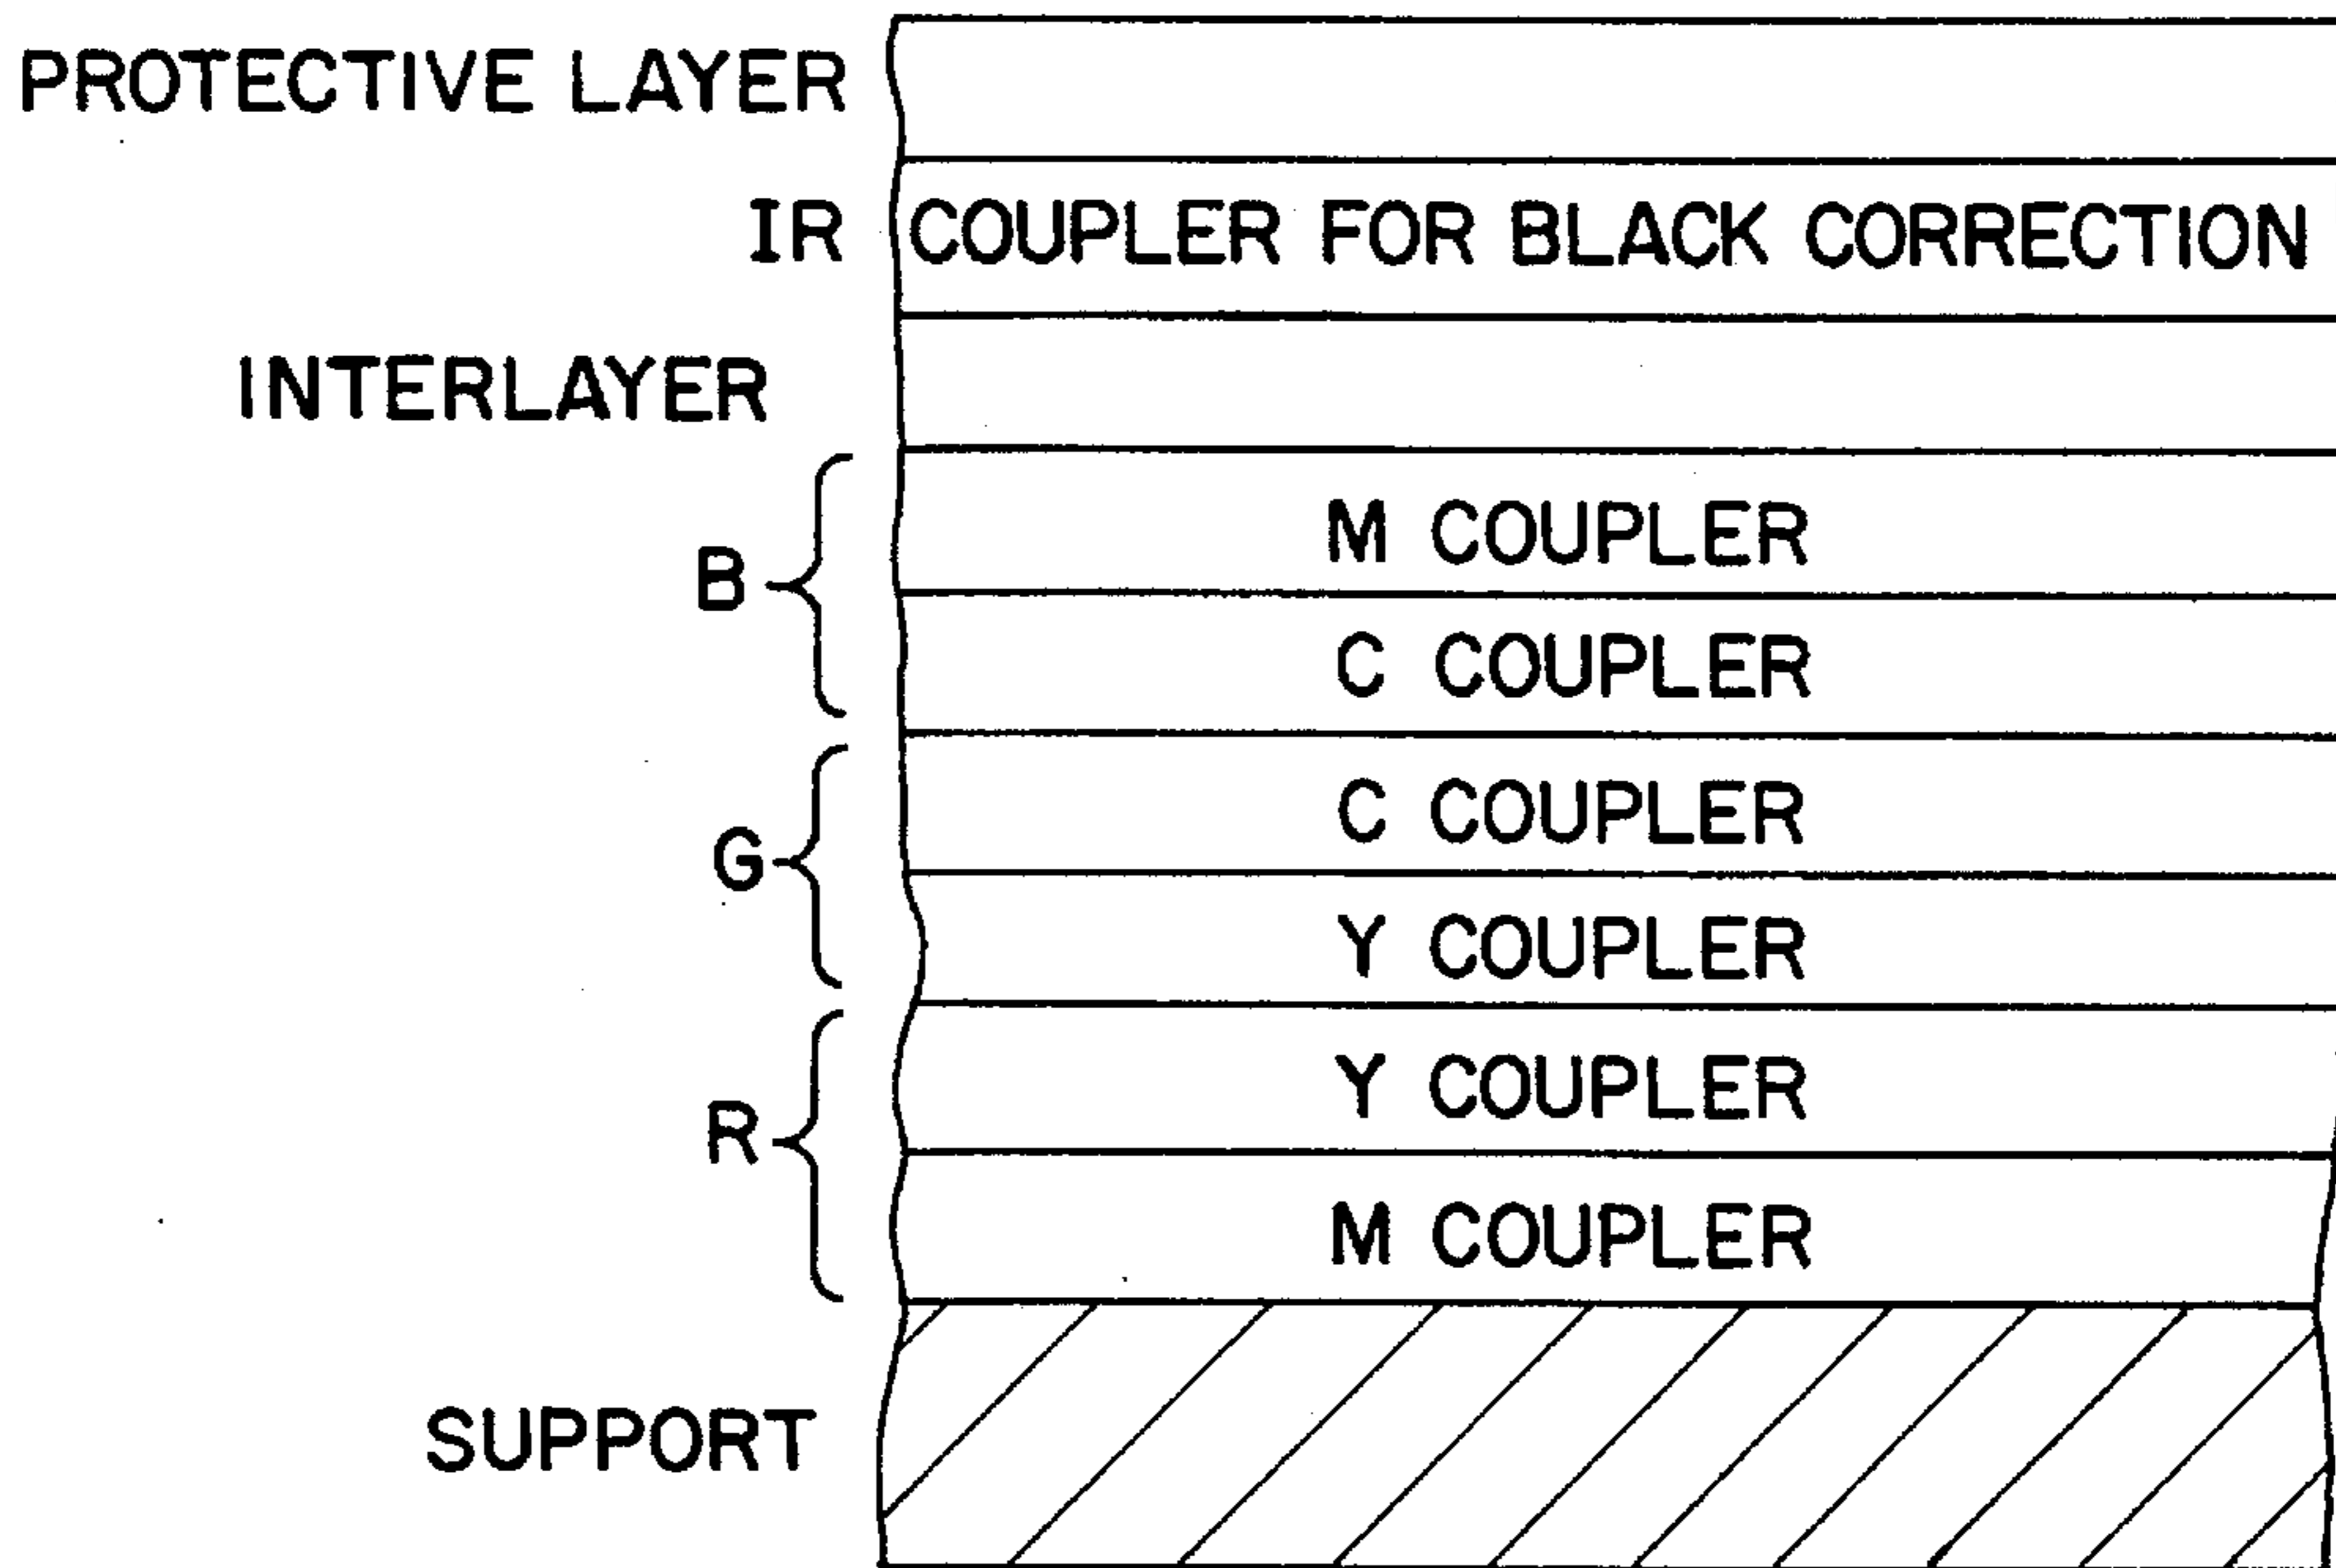 PROTECTIVE LAYER
IR COUPLER FOR BLACK CORRECTION
INTERLAYER
M COUPLER
B
C COUPLER
C COUPLER
G
Y COUPLER
Y COUPLER
R
M COUPLER
SUPPORT